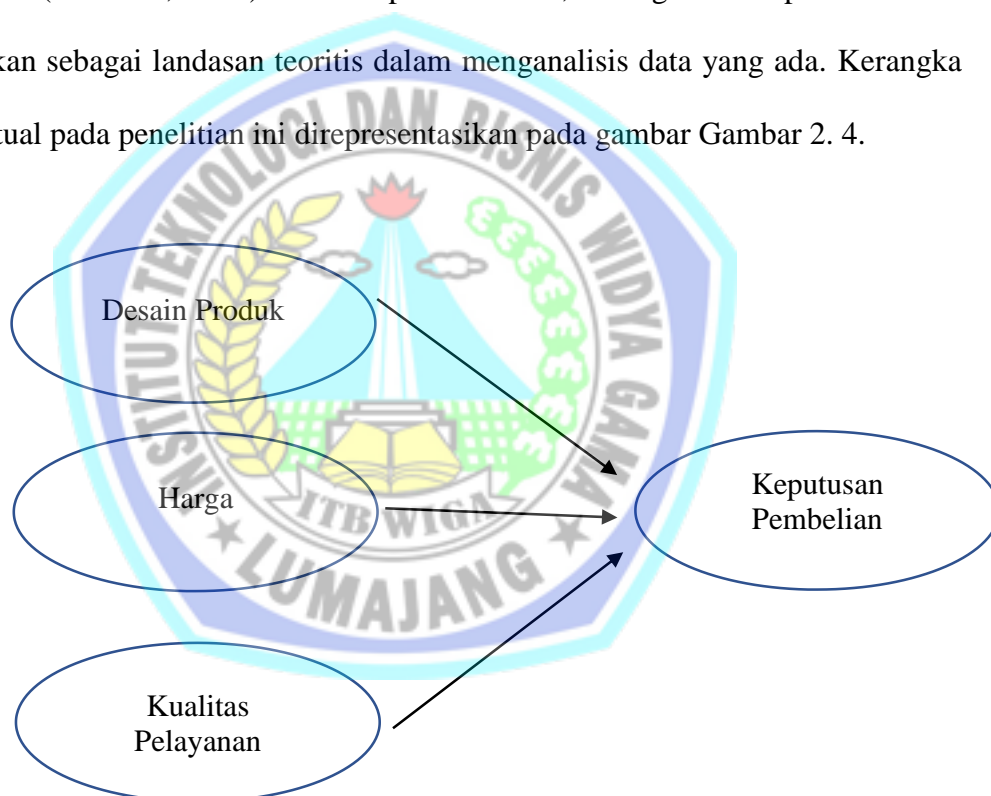 kan sebagai landasan teoritis dalam menganalisis data yang ada. Kerangka
tual pada penelitian ini direpresentasikan pada gambar Gambar 2. 4.
INSTITUT TEKNOLOGI DAN BISNIS WIDYA GAMA
Desain Produk
Harga
Keputusan
Pembelian
ITB WIGA
LUMAJANG
Kualitas
Pelayanan